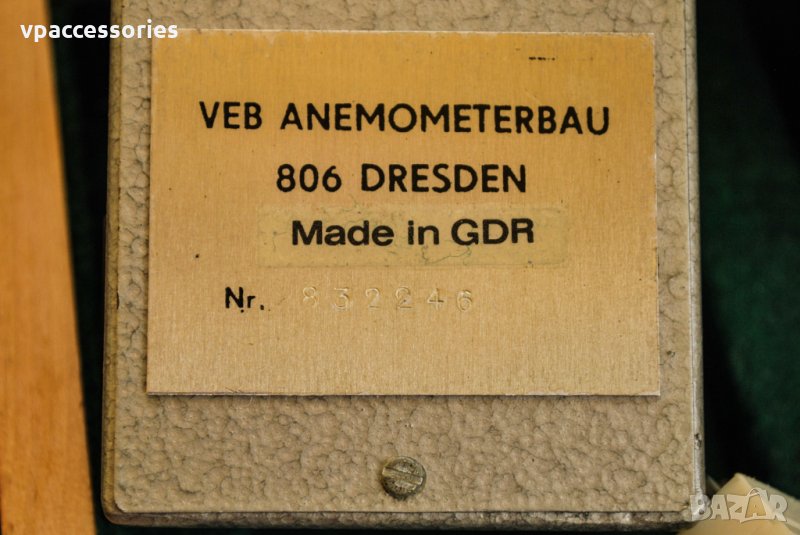 vpaccessories
VEB ANEMOMETERBAU
806 DRESDEN
Made in GDR
Nr. 832246
BAZAR